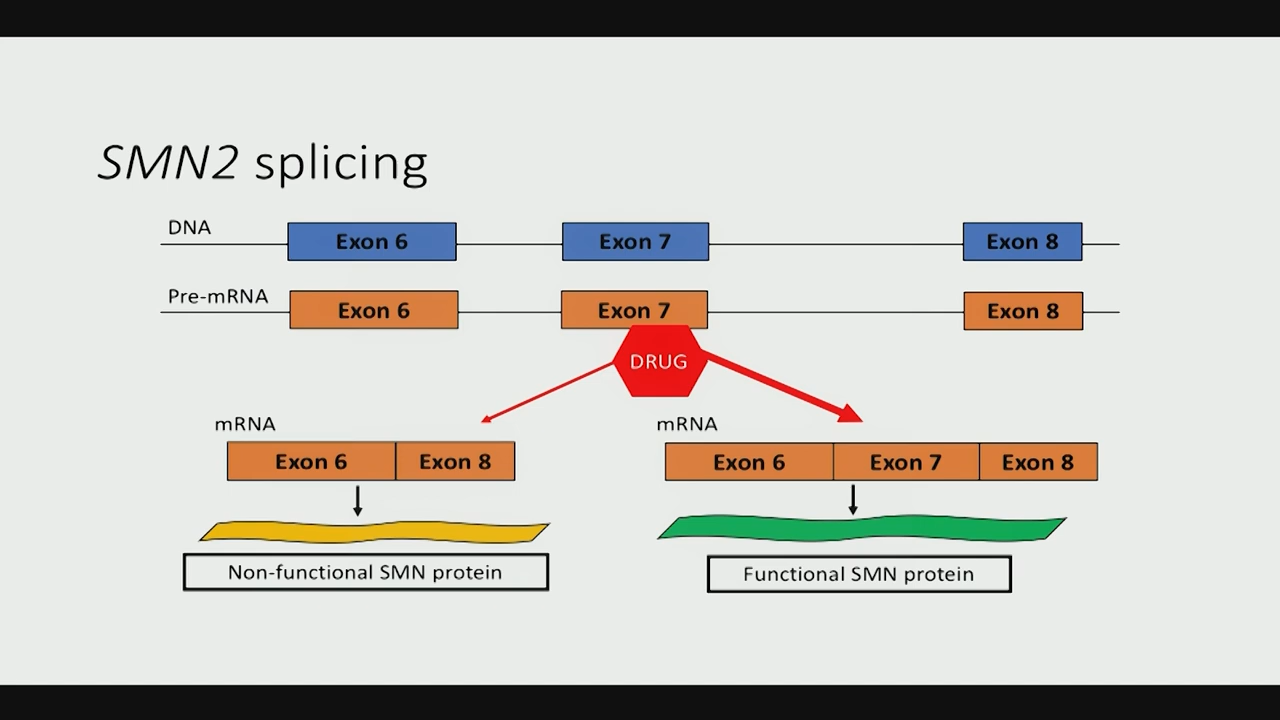 SMN2 splicing
DNA
Exon 6 Exon 7 Exon 8
Pre-mRNA
Exon 6 Exon 7 Exon 8
DRUG
mRNA
Exon 6 Exon 8
Non-functional SMN protein
mRNA
Exon 6 Exon 7 Exon 8
Functional SMN protein